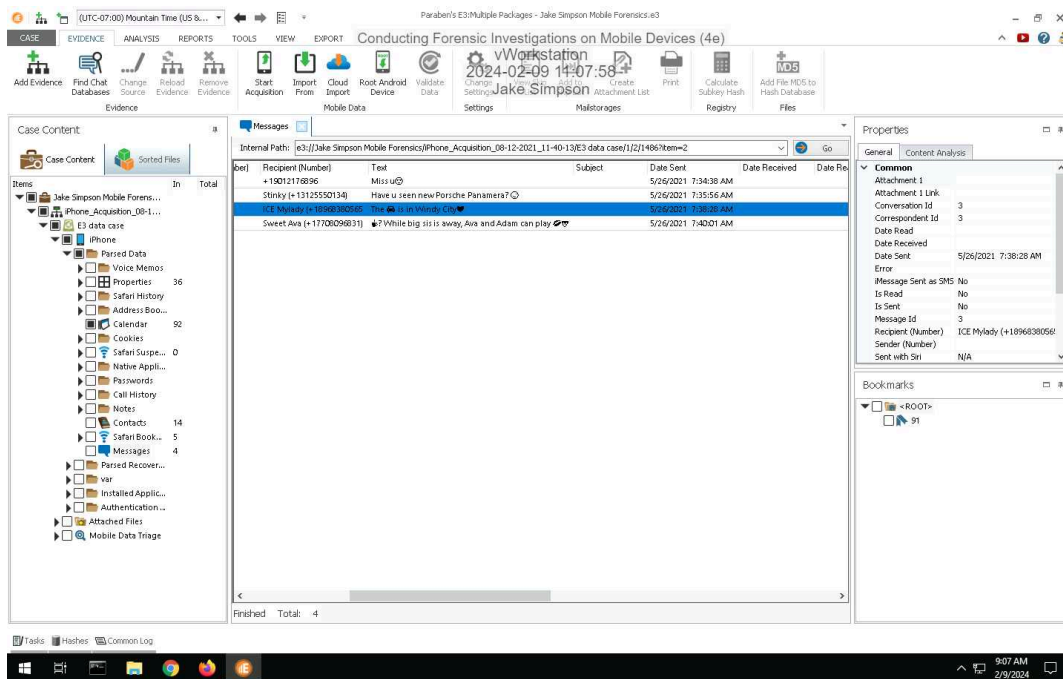 (UTC-07:00) Mountain Time (US &...
Paraben's E3:Multiple Packages - Jake Simpson Mobile Forensics.e3
CASE EVIDENCE ANALYSIS REPORTS TOOLS VIEW EXPORT
Conducting Forensic Investigations on Mobile Devices (4e)
vWorkstation
2024-02-09 11:07:58
Jake Simpson
Add Evidence
Find Chat Databases
Change Source
Reload Evidence
Remove Evidence
Start Acquisition
Import From
Cloud Import
Root Android Device
Validate Data
Change Settings
Create Attachment List
Print
Calculate Subkey Hash
MD5
Add File MD5 to Hash Database
Evidence Mobile Data Settings Mailstorages Registry Files
Case Content
Case Content Sorted Files
Items In Total
Jake Simpson Mobile Forens...
iPhone_Acquisition_08-1...
E3 data case
iPhone
Parsed Data
Voice Memos
Properties 36
Safari History
Address Boo...
Calendar 92
Cookies
Safari Suspe... 0
Native Appli...
Passwords
Call History
Notes
Contacts 14
Safari Book... 5
Messages 4
Parsed Recover...
var
Installed Applic...
Authentication ...
Attached Files
Mobile Data Triage
Messages
Internal Path: e3://Jake Simpson Mobile Forensics/iPhone_Acquisition_08-12-2021_11-40-13/E3 data case/1/2/1486?item=2 Go
ber) Recipient (Number) Text Subject Date Sent Date Received Date Re
+19012176896 Miss u😍 5/26/2021 7:34:38 AM
Stinky (+13125550134) Have u seen new Porsche Panamera? 😊 5/26/2021 7:35:56 AM
ICE Mylady (+18968380565 The 🚗 is in Windy City❤ 5/26/2021 7:38:28 AM
Sweet Ava (+17708096831) ? While big sis is away, Ava and Adam can play 5/26/2021 7:40:01 AM
Finished Total: 4
Properties
General Content Analysis
Common
Attachment 1
Attachment 1 Link
Conversation Id 3
Correspondent Id 3
Date Read
Date Received
Date Sent 5/26/2021 7:38:28 AM
Error
iMessage Sent as SMS No
Is Read No
Is Sent No
Message Id 3
Recipient (Number) ICE Mylady (+1896838056
Sender (Number)
Sent with Siri N/A
Bookmarks
<ROOT>
91
Tasks Hashes Common Log
9:07 AM
2/9/2024